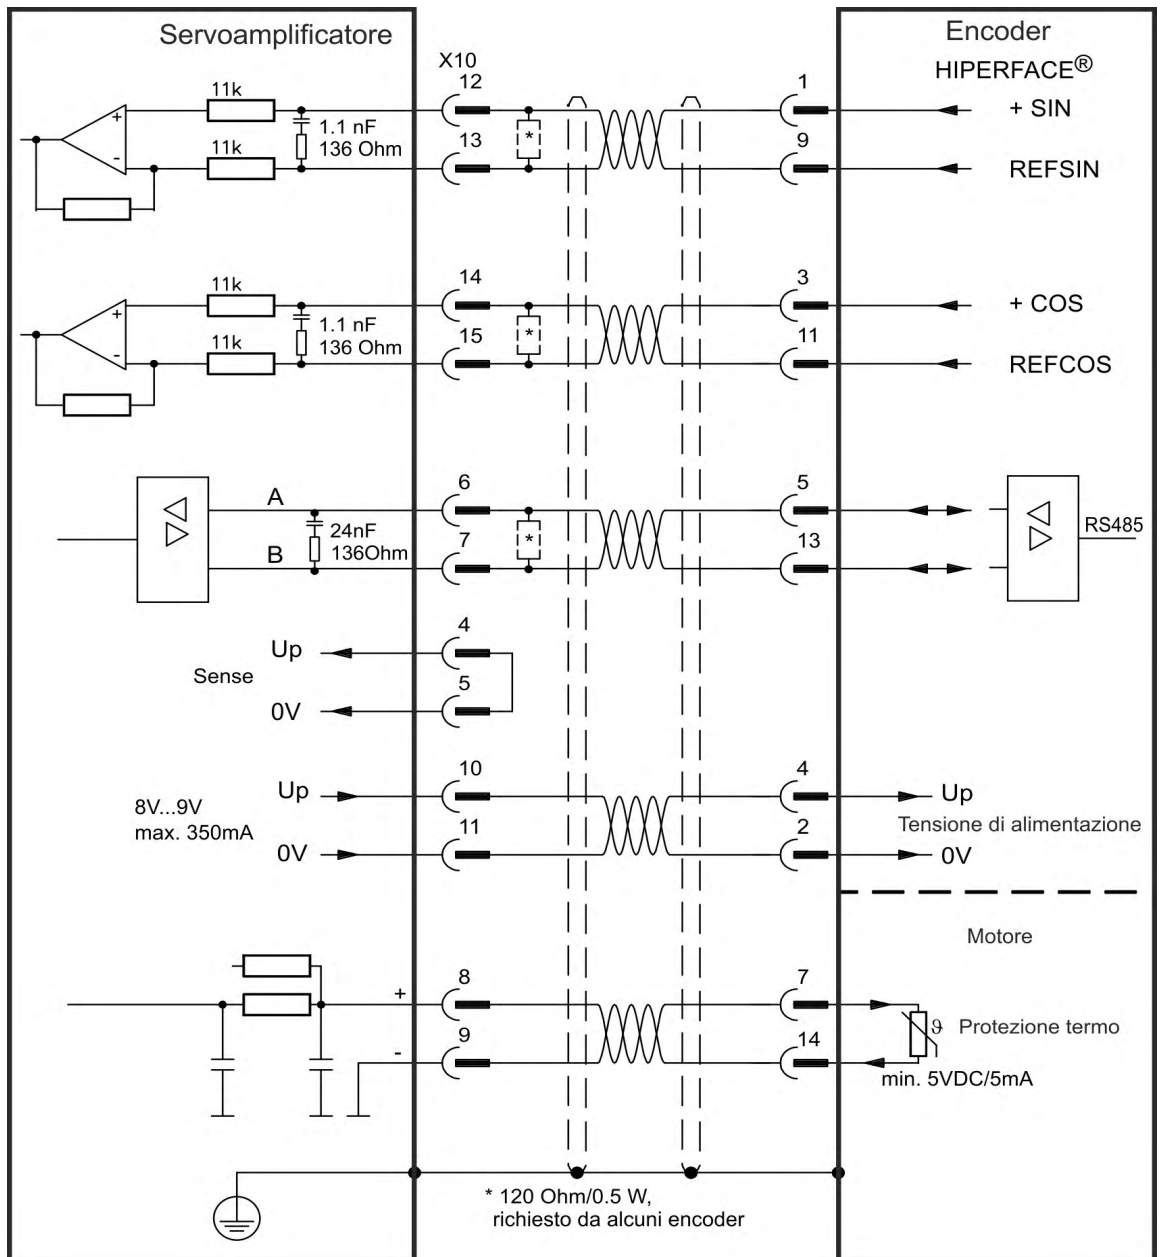 Servoamplificatore
Encoder
HIPERFACE®
X10
11k
12
1
+ SIN
+
1.1 nF
136 Ohm
*
-
11k
13
9
REFSIN
11k
14
3
+ COS
+
1.1 nF
136 Ohm
*
-
11k
15
11
REFCOS
A
6
5
24nF
136Ohm
*
RS485
B
7
13
Up
4
Sense
0V
5
8V...9V
max. 350mA
Up
10
4
Up
Tensione di alimentazione
0V
11
2
0V
Motore
+
8
7
ϑ
Protezione termo
-
9
14
min. 5VDC/5mA
* 120 Ohm/0.5 W,
richiesto da alcuni encoder